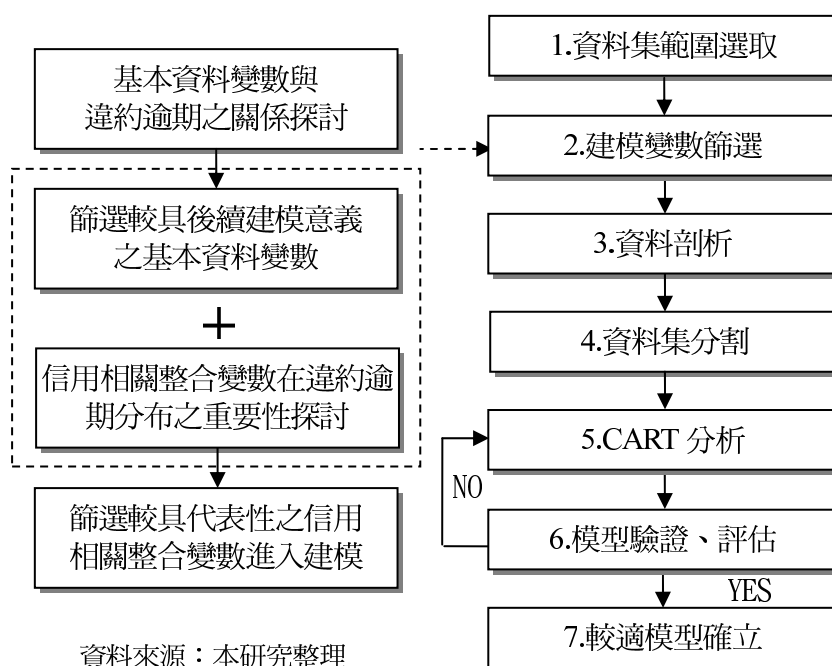 基本資料變數與
違約逾期之關係探討
篩選較具後續建模意義
之基本資料變數
+
信用相關整合變數在違約逾
期分布之重要性探討
篩選較具代表性之信用
相關整合變數進入建模
資料來源：本研究整理
1.資料集範圍選取
2.建模變數篩選
3.資料剖析
4.資料集分割
5.CART 分析
NO
6.模型驗證、評估
YES
7.較適模型確立